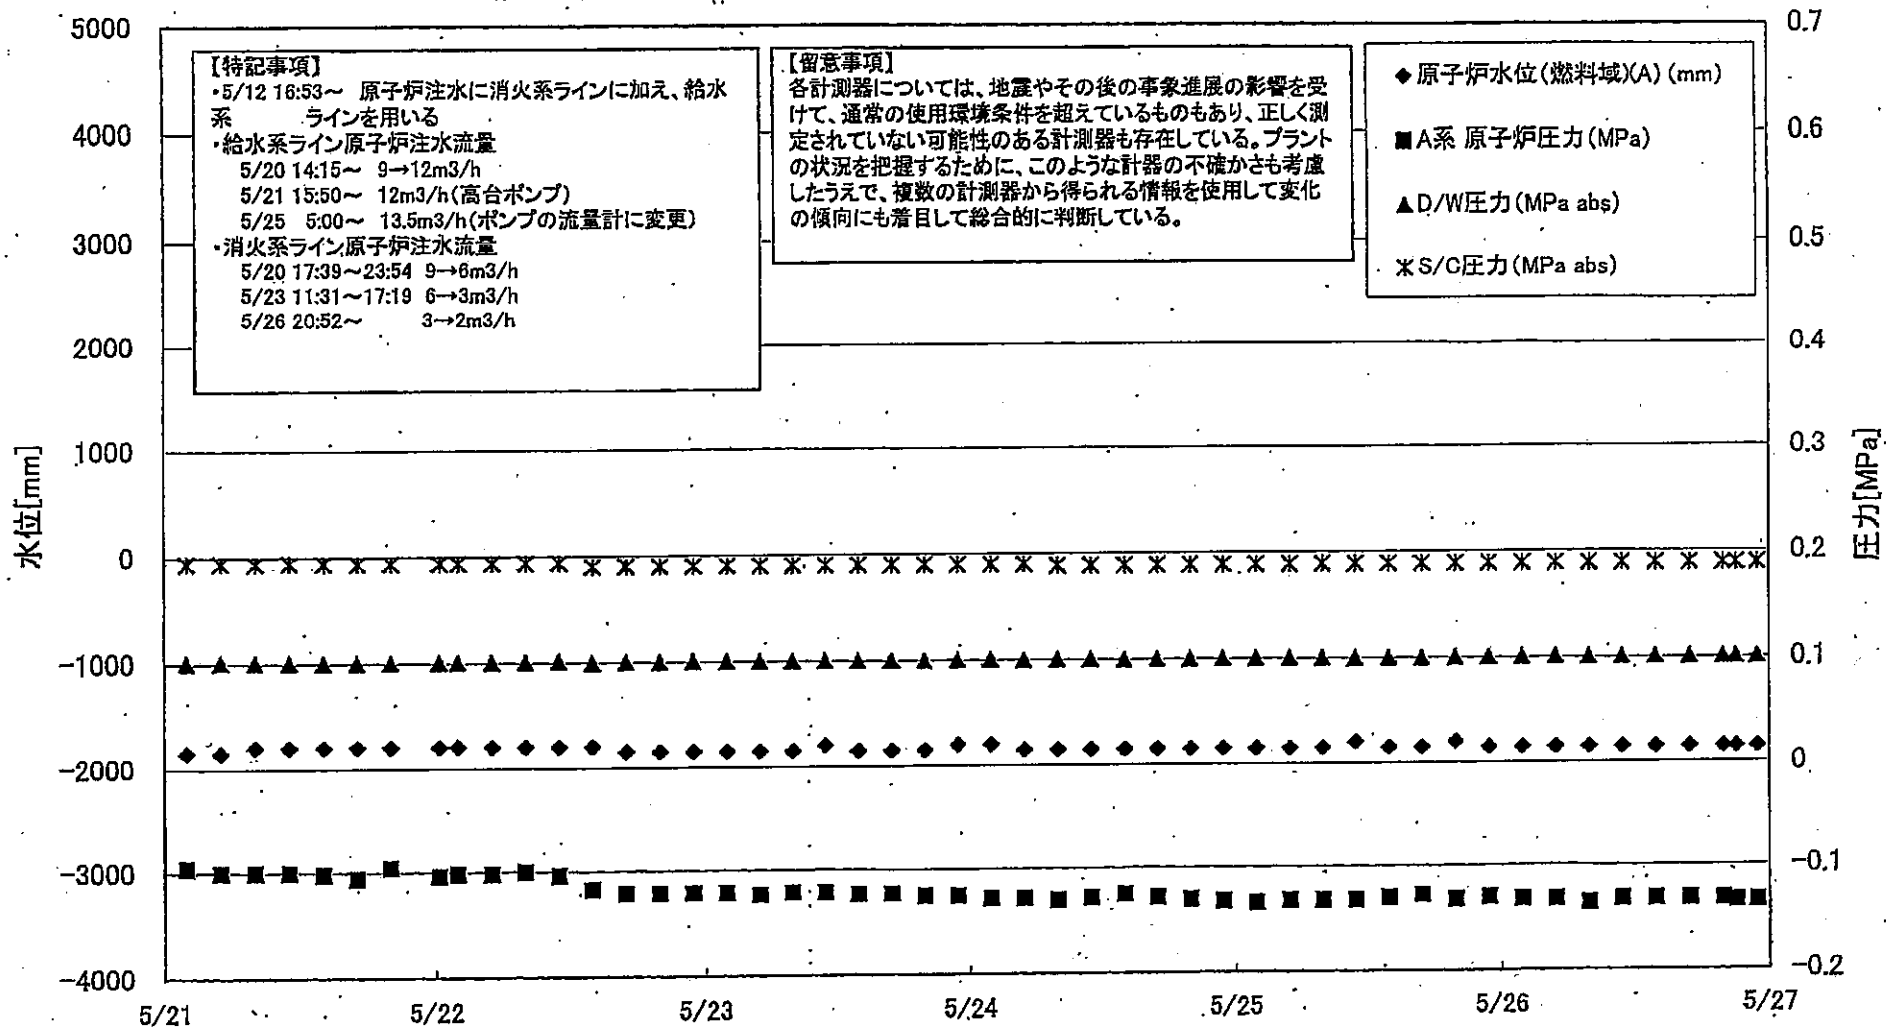 5000
4000
3000
2000
1000
0
-1000
-2000
-3000
-4000
水位[mm]
【特記事項】
・5/12 16:53～ 原子炉注水に消火系ラインに加え、給水
系 ラインを用いる
・給水系ライン原子炉注水流量
5/20 14:15～ 9→12m3/h
5/21 15:50～ 12m3/h(高台ポンプ)
5/25 5:00～ 13.5m3/h(ポンプの流量計に変更)
・消火系ライン原子炉注水流量
5/20 17:39～23:54 9→6m3/h
5/23 11:31～17:19 6→3m3/h
5/26 20:52～ 3→2m3/h
【留意事項】
各計測器については、地震やその後の事象進展の影響を受
けて、通常の使用環境条件を超えているものもあり、正しく測
定されていない可能性のある計測器も存在している。プラント
の状況を把握するために、このような計器の不確かさも考慮
したうえで、複数の計測器から得られる情報を使用して変化
の傾向にも着目して総合的に判断している。
◆原子炉水位(燃料域)(A)(mm)
■A系 原子炉圧力(MPa)
▲D/W圧力(MPa abs)
S/C圧力(MPa abs)
0.7
0.6
0.5
0.4
0.3
0.2
0.1
0
-0.1
-0.2
圧力[MPa]
5/21
5/22
5/23
5/24
5/25
5/26
5/27